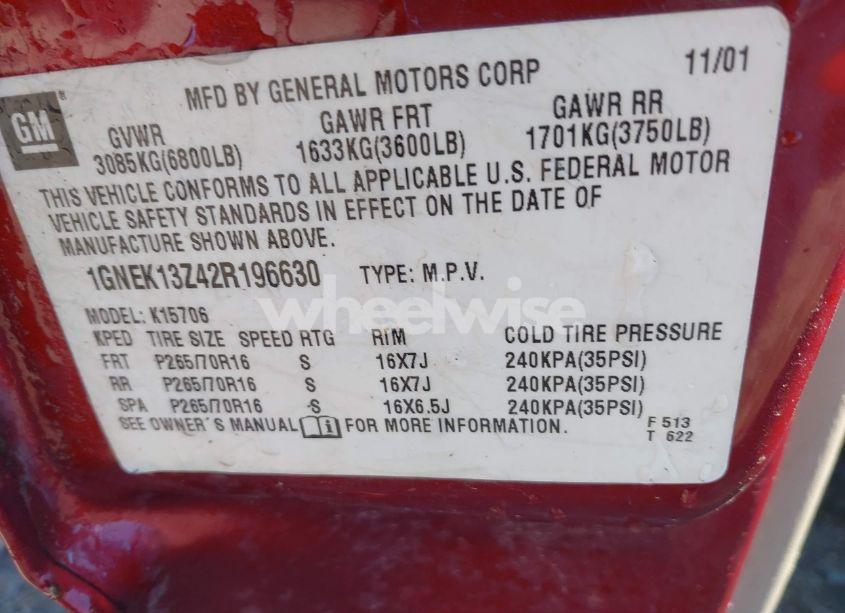 GM
MFD BY GENERAL MOTORS CORP 11/01
GVWR GAWR FRT GAWR RR
3085KG(6800LB) 1633KG(3600LB) 1701KG(3750LB)
THIS VEHICLE CONFORMS TO ALL APPLICABLE U.S. FEDERAL MOTOR
VEHICLE SAFETY STANDARDS IN EFFECT ON THE DATE OF
MANUFACTURE SHOWN ABOVE.
1GNEK13Z42R196630 TYPE: M.P.V.
wheelwise
MODEL: K15706
KPED TIRE SIZE SPEED RTG RIM COLD TIRE PRESSURE
FRT P265/70R16 S 16X7J 240KPA(35PSI)
RR P265/70R16 S 16X7J 240KPA(35PSI)
SPA P265/70R16 S 16X6.5J 240KPA(35PSI)
SEE OWNER'S MANUAL i FOR MORE INFORMATION.
F 513
T 622